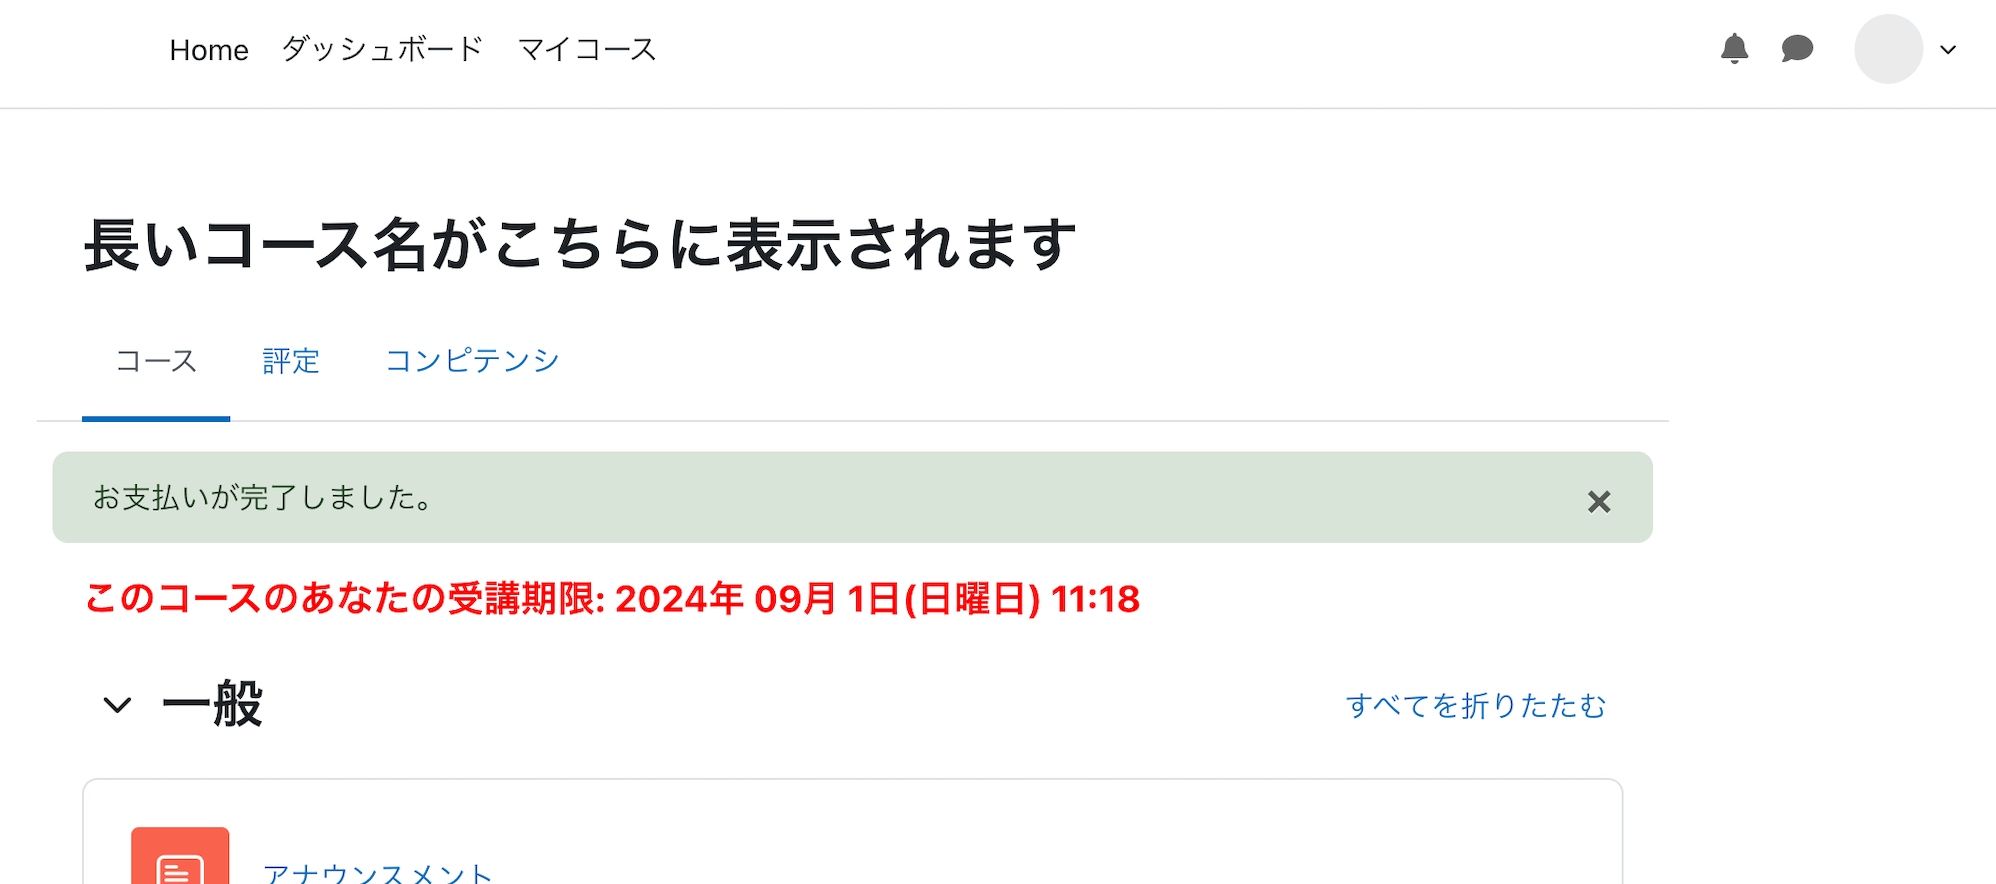 Home ダッシュボード マイコース
長いコース名がこちらに表示されます
コース 評定 コンピテンシ
お支払いが完了しました。
このコースのあなたの受講期限: 2024年 09月 1日(日曜日) 11:18
一般 すべてを折りたたむ
アナウンスメント